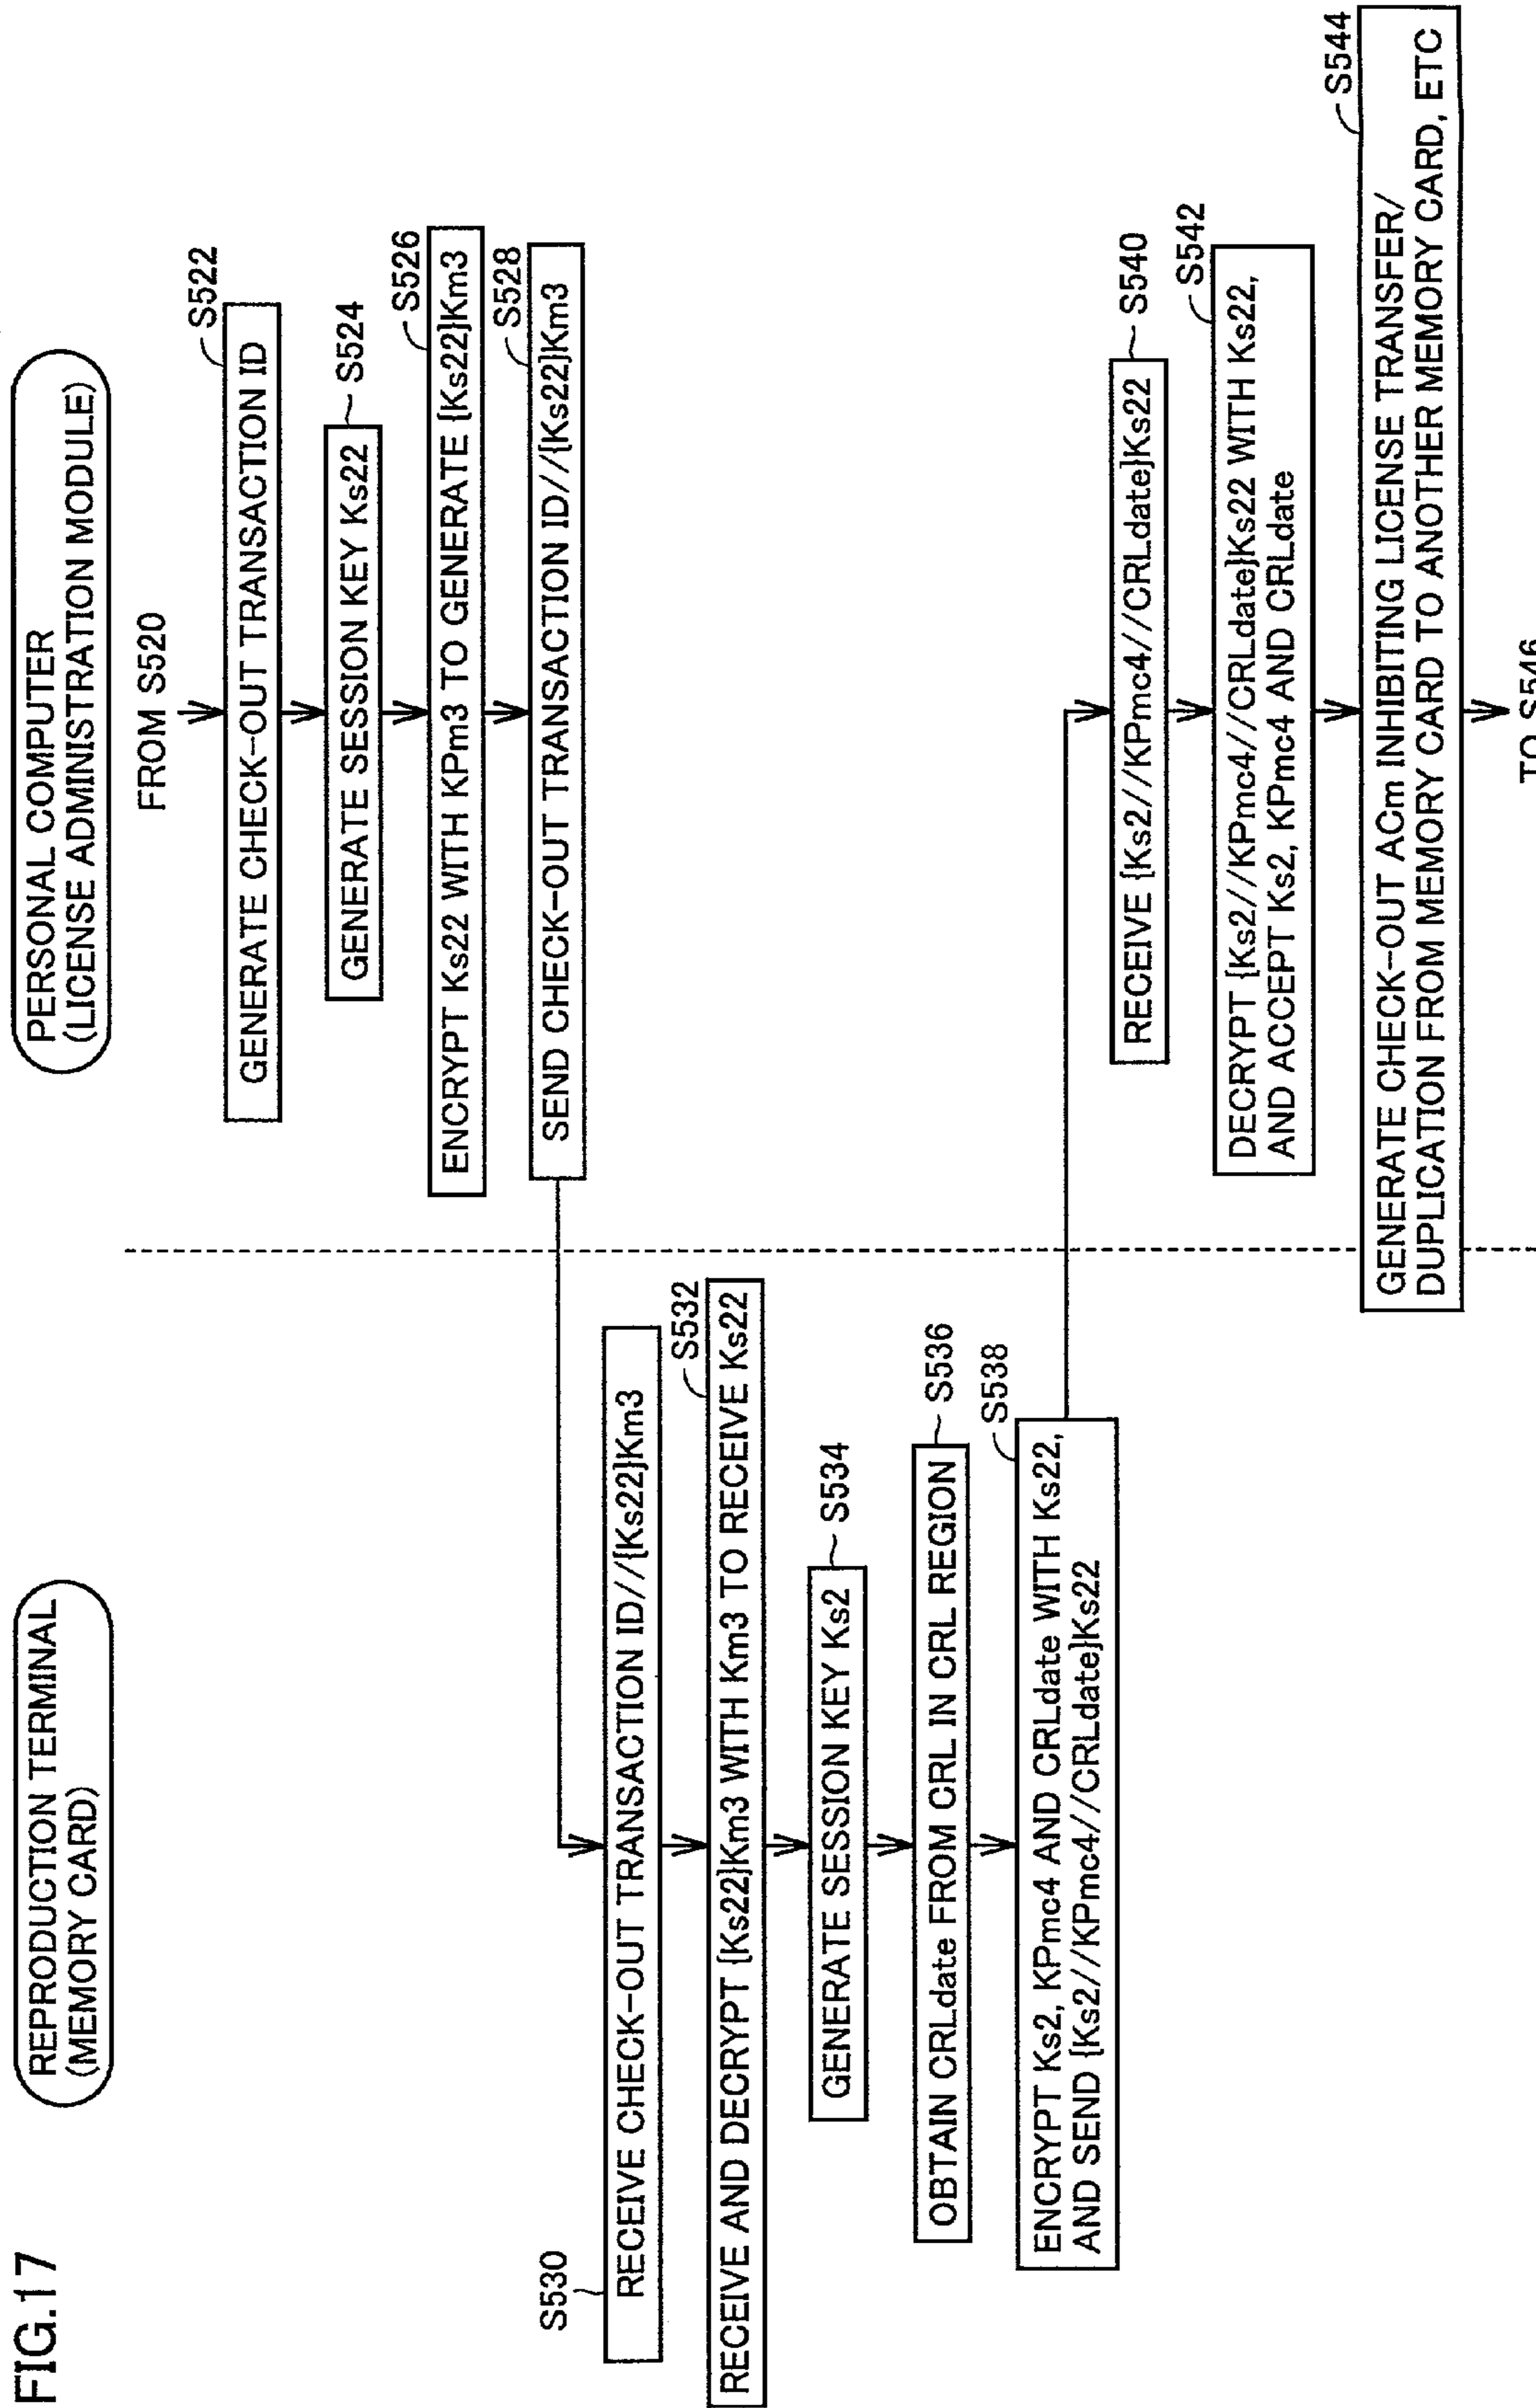 FIG.17
REPRODUCTION TERMINAL
(MEMORY CARD)
PERSONAL COMPUTER
(LICENSE ADMINISTRATION MODULE)
FROM S520
S522
GENERATE CHECK-OUT TRANSACTION ID
GENERATE SESSION KEY Ks22
S524
S526
ENCRYPT Ks22 WITH KPm3 TO GENERATE {Ks22}Km3
S528
SEND CHECK-OUT TRANSACTION ID//{Ks22}Km3
S530
RECEIVE CHECK-OUT TRANSACTION ID//{Ks22}Km3
S532
RECEIVE AND DECRYPT {Ks22}Km3 WITH Km3 TO RECEIVE Ks22
GENERATE SESSION KEY Ks2
S534
OBTAIN CRLdate FROM CRL IN CRL REGION
S536
S538
ENCRYPT Ks2, KPmc4 AND CRLdate WITH Ks22,
AND SEND {Ks2//KPmc4//CRLdate}Ks22
RECEIVE {Ks2//KPmc4//CRLdate}Ks22
S540
S542
DECRYPT {Ks2//KPmc4//CRLdate}Ks22 WITH Ks22,
AND ACCEPT Ks2, KPmc4 AND CRLdate
S544
GENERATE CHECK-OUT ACm INHIBITING LICENSE TRANSFER/
DUPLICATION FROM MEMORY CARD TO ANOTHER MEMORY CARD, ETC
TO S546